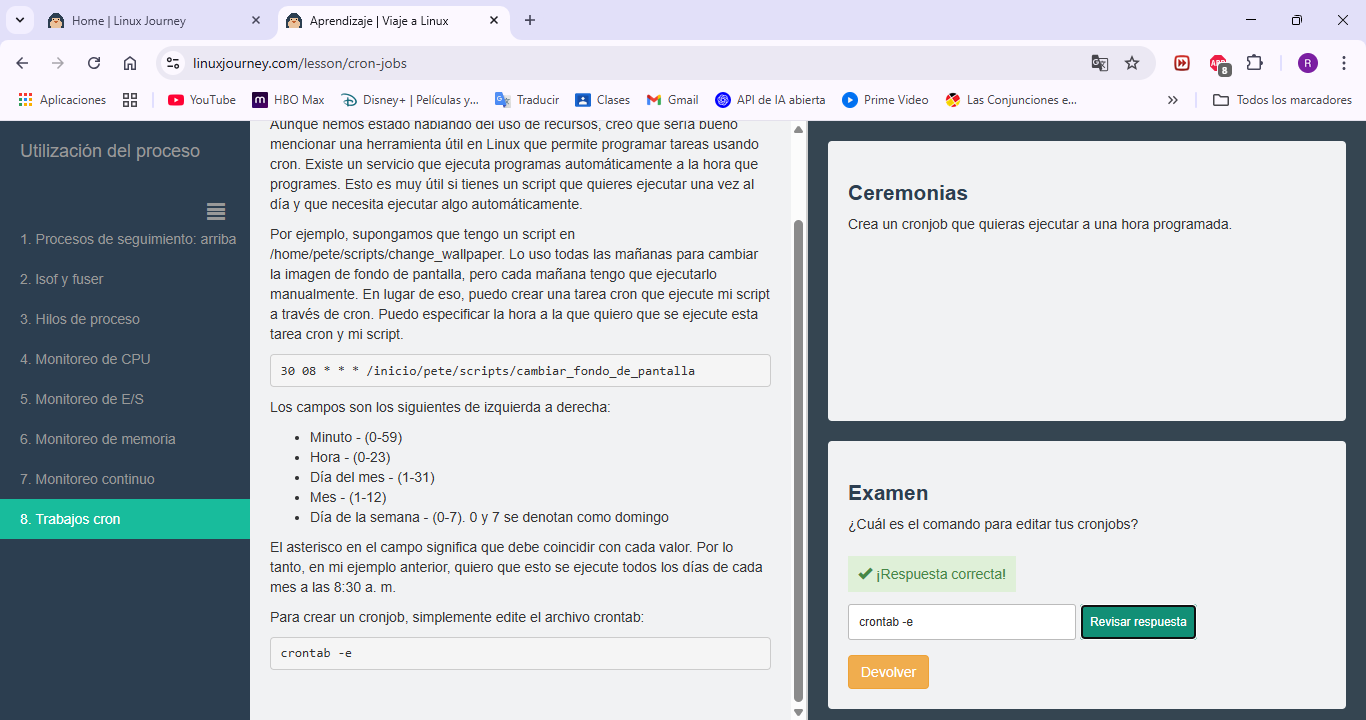 Home | Linux Journey
Aprendizaje | Viaje a Linux
linuxjourney.com/lesson/cron-jobs
8
R
Aplicaciones
YouTube
HBO Max
Disney+ | Películas y...
Traducir
Clases
Gmail
API de IA abierta
Prime Video
Las Conjunciones e...
Todos los marcadores
Utilización del proceso
1. Procesos de seguimiento: arriba
2. lsof y fuser
3. Hilos de proceso
4. Monitoreo de CPU
5. Monitoreo de E/S
6. Monitoreo de memoria
7. Monitoreo continuo
8. Trabajos cron
Aunque hemos estado hablando del uso de recursos, creo que sería bueno
mencionar una herramienta útil en Linux que permite programar tareas usando
cron. Existe un servicio que ejecuta programas automáticamente a la hora que
programes. Esto es muy útil si tienes un script que quieres ejecutar una vez al
día y que necesita ejecutar algo automáticamente.
Por ejemplo, supongamos que tengo un script en
/home/pete/scripts/change_wallpaper. Lo uso todas las mañanas para cambiar
la imagen de fondo de pantalla, pero cada mañana tengo que ejecutarlo
manualmente. En lugar de eso, puedo crear una tarea cron que ejecute mi script
a través de cron. Puedo especificar la hora a la que quiero que se ejecute esta
tarea cron y mi script.
30 08 * * * /inicio/pete/scripts/cambiar_fondo_de_pantalla
Los campos son los siguientes de izquierda a derecha:
• Minuto - (0-59)
• Hora - (0-23)
• Día del mes - (1-31)
• Mes - (1-12)
• Día de la semana - (0-7). 0 y 7 se denotan como domingo
El asterisco en el campo significa que debe coincidir con cada valor. Por lo
tanto, en mi ejemplo anterior, quiero que esto se ejecute todos los días de cada
mes a las 8:30 a. m.
Para crear un cronjob, simplemente edite el archivo crontab:
crontab -e
Ceremonias
Crea un cronjob que quieras ejecutar a una hora programada.
Examen
¿Cuál es el comando para editar tus cronjobs?
¡Respuesta correcta!
crontab -e
Revisar respuesta
Devolver